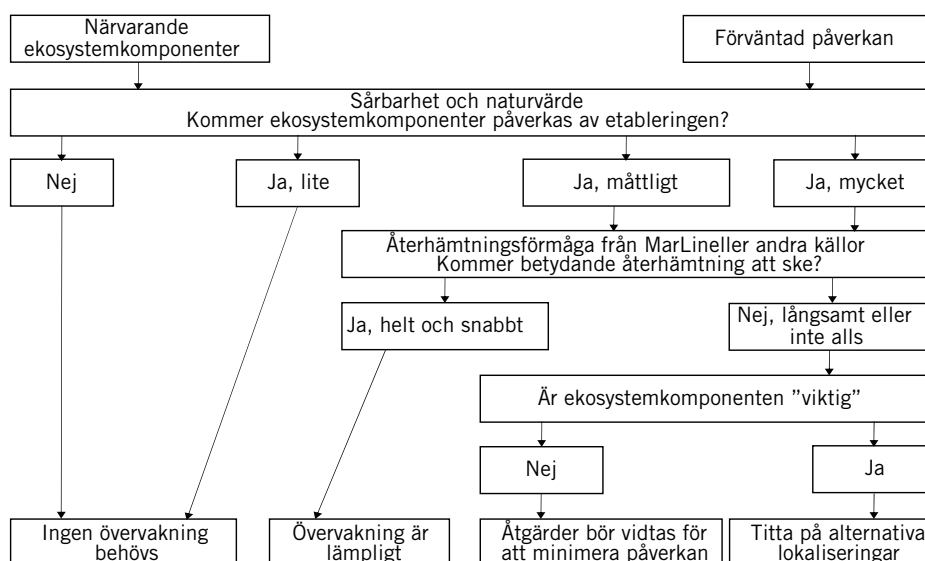 Närvarande
ekosystemkomponenter
Förväntad påverkan
Sårbarhet och naturvärde
Kommer ekosystemkomponenter påverkas av etableringen?
Nej
Ja, lite
Ja, måttligt
Ja, mycket
Återhämtningsförmåga från MarLineller andra källor
Kommer betydande återhämtning att ske?
Ja, helt och snabbt
Nej, långsamt eller
inte alls
Är ekosystemkomponenten ”viktig”
Nej
Ja
Ingen övervakning
behövs
Övervakning är
lämpligt
Åtgärder bör vidtas för
att minimera påverkan
Titta på alternativa
lokaliseringar